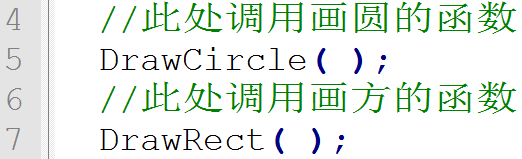 4 //此处调用画圆的函数
5 DrawCircle( );
6 //此处调用画方的函数
7 DrawRect( );